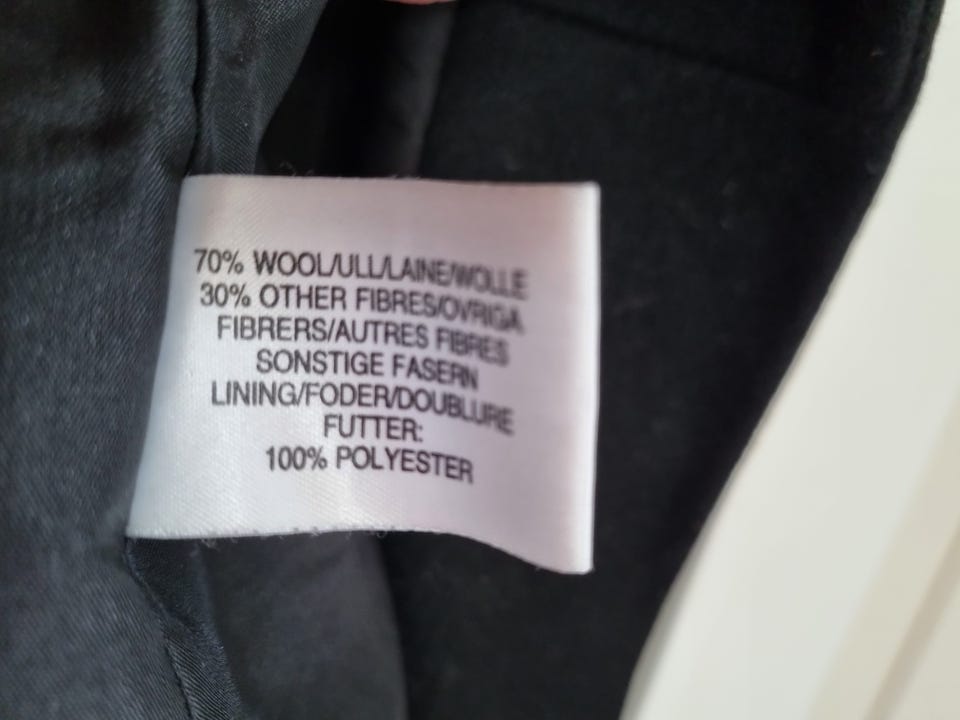 70% WOOL/ULL/LAINE/WOLLE
30% OTHER FIBRES/OVRIGA
FIBRERS/AUTRES FIBRES
SONSTIGE FASERN
LINING/FODER/DOUBLURE
FUTTER:
100% POLYESTER